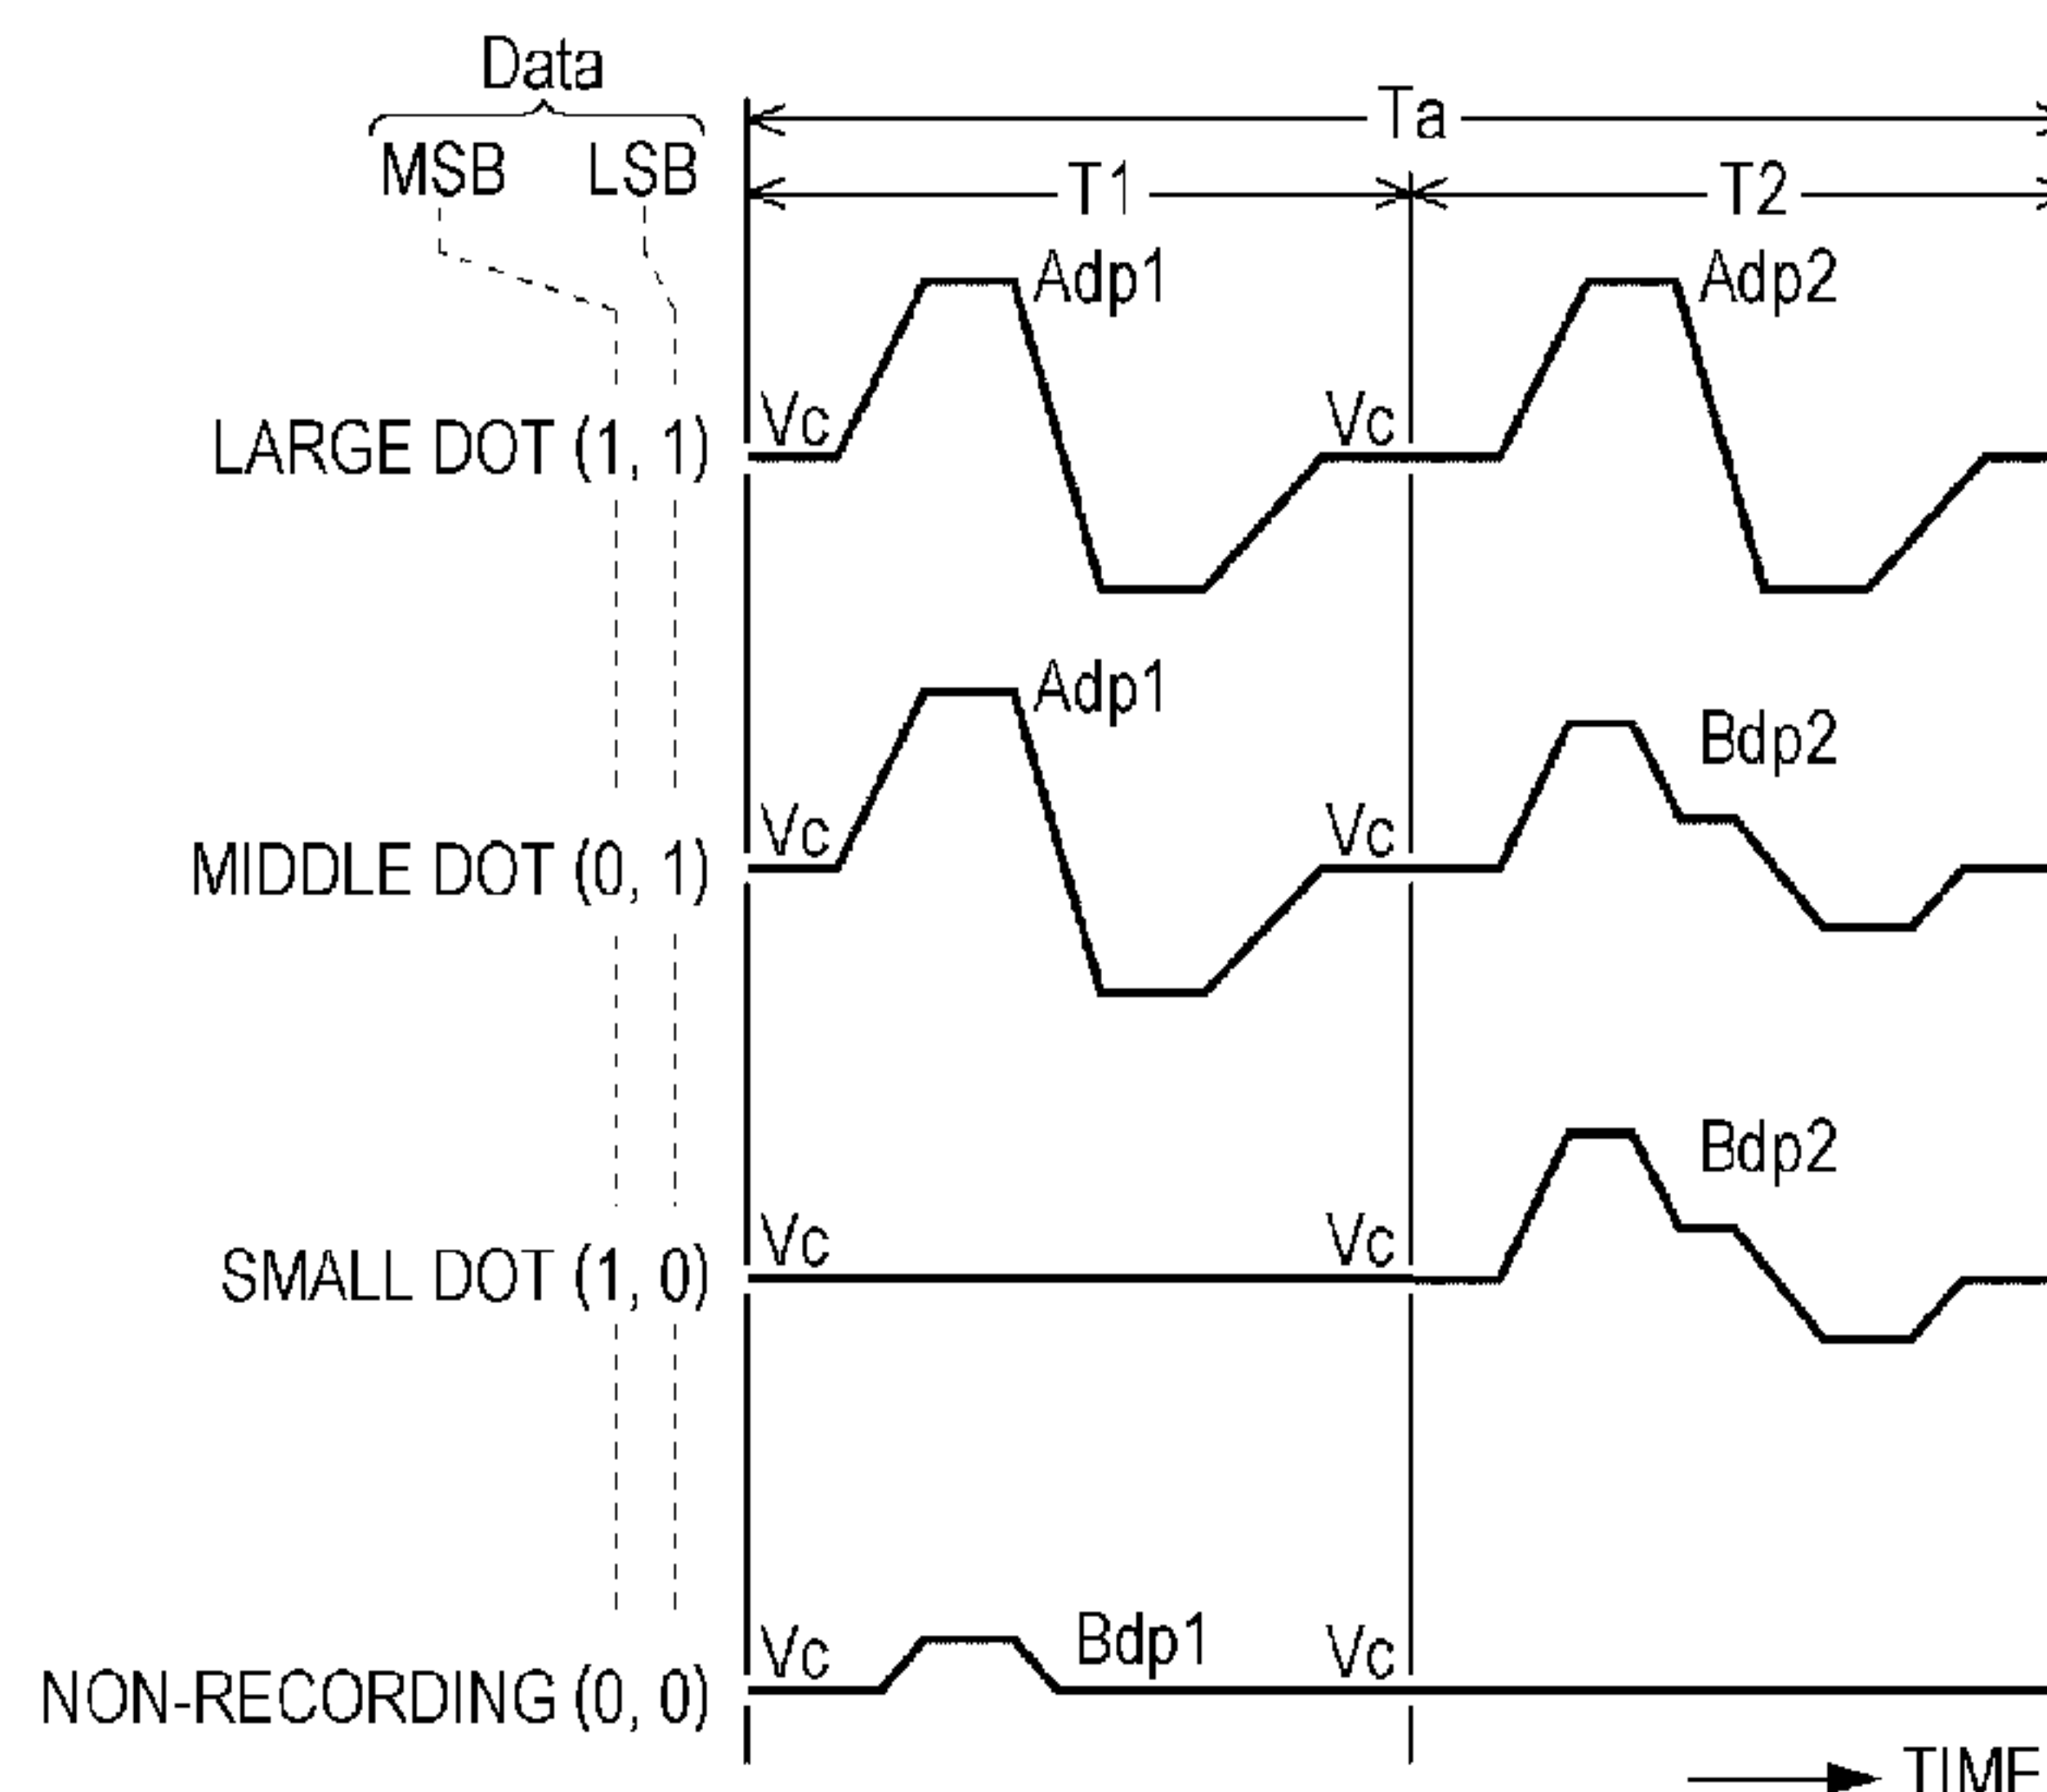 Data
MSB LSB
Ta
T1 T2
Adp1 Adp2
LARGE DOT (1, 1) Vc Vc
Adp1 Bdp2
MIDDLE DOT (0, 1) Vc Vc
Bdp2
SMALL DOT (1, 0) Vc Vc
NON-RECORDING (0, 0) Vc Bdp1 Vc
TIME